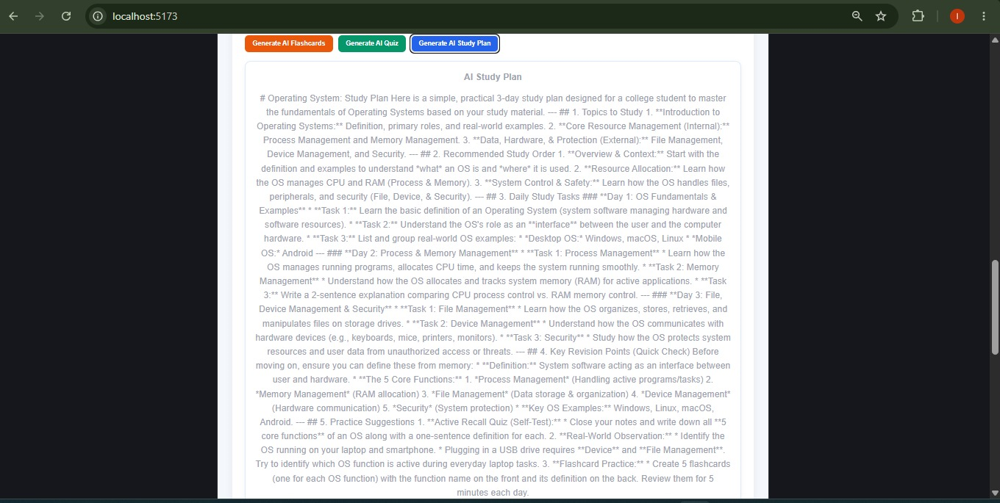 localhost:5173
I
Generate AI Flashcards
Generate AI Quiz
Generate AI Study Plan
AI Study Plan
# Operating System: Study Plan Here is a simple, practical 3-day study plan designed for a college student to master
the fundamentals of Operating Systems based on your study material. --- ## 1. Topics to Study 1. **Introduction to
Operating Systems:** Definition, primary roles, and real-world examples. 2. **Core Resource Management (Internal):**
Process Management and Memory Management. 3. **Data, Hardware, & Protection (External):** File Management,
Device Management, and Security. --- ## 2. Recommended Study Order 1. **Overview & Context:** Start with the
definition and examples to understand *what* an OS is and *where* it is used. 2. **Resource Allocation:** Learn how
the OS manages CPU and RAM (Process & Memory). 3. **System Control & Safety:** Learn how the OS handles files,
peripherals, and security (File, Device, & Security). --- ## 3. Daily Study Tasks ### **Day 1: OS Fundamentals &
Examples** * **Task 1:** Learn the basic definition of an Operating System (system software managing hardware and
software resources). * **Task 2:** Understand the OS's role as an **interface** between the user and the computer
hardware. * **Task 3:** List and group real-world OS examples: * *Desktop OS:* Windows, macOS, Linux * *Mobile
OS:* Android --- ### **Day 2: Process & Memory Management** * **Task 1: Process Management** * Learn how the
OS manages running programs, allocates CPU time, and keeps the system running smoothly. * **Task 2: Memory
Management** * Understand how the OS allocates and tracks system memory (RAM) for active applications. * **Task
3:** Write a 2-sentence explanation comparing CPU process control vs. RAM memory control. --- ### **Day 3: File,
Device Management & Security** * **Task 1: File Management** * Learn how the OS organizes, stores, retrieves, and
manipulates files on storage drives. * **Task 2: Device Management** * Understand how the OS communicates with
hardware devices (e.g., keyboards, mice, printers, monitors). * **Task 3: Security** * Study how the OS protects system
resources and user data from unauthorized access or threats. --- ## 4. Key Revision Points (Quick Check) Before
moving on, ensure you can define these from memory: * **Definition:** System software acting as an interface between
user and hardware. * **The 5 Core Functions:** 1. *Process Management* (Handling active programs/tasks) 2.
*Memory Management* (RAM allocation) 3. *File Management* (Data storage & organization) 4. *Device Management*
(Hardware communication) 5. *Security* (System protection) * **Key OS Examples:** Windows, Linux, macOS,
Android. --- ## 5. Practice Suggestions 1. **Active Recall Quiz (Self-Test):** * Close your notes and write down all **5
core functions** of an OS along with a one-sentence definition for each. 2. **Real-World Observation:** * Identify the
OS running on your laptop and smartphone. * Plugging in a USB drive requires **Device** and **File Management**.
Try to identify which OS function is active during everyday laptop tasks. 3. **Flashcard Practice:** * Create 5 flashcards
(one for each OS function) with the function name on the front and its definition on the back. Review them for 5
minutes each day.